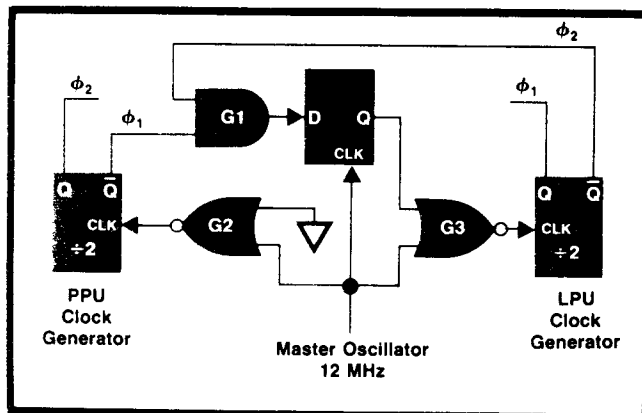 ϕ2
ϕ2
ϕ1
ϕ1
G1
D Q
CLK
Q Q̅
CLK
÷2
G2
G3
Q Q̅
CLK
÷2
PPU
Clock
Generator
Master Oscillator
12 MHz
LPU
Clock
Generator